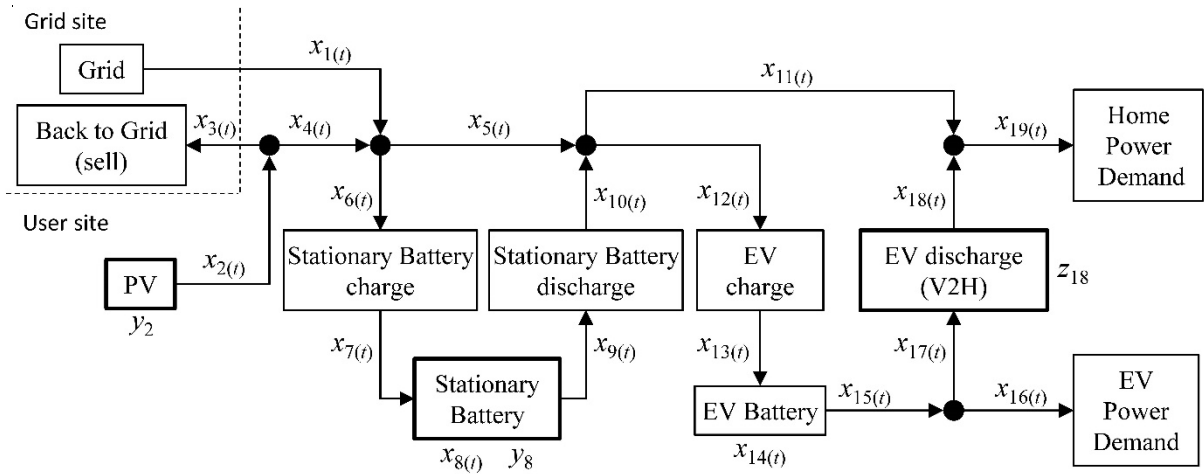 Grid site
Grid
x1(t)
Back to Grid
(sell)
x3(t)
x4(t)
x5(t)
x11(t)
x19(t)
Home
Power
Demand
User site
PV
y2
x2(t)
x6(t)
x10(t)
x12(t)
x18(t)
Stationary Battery
charge
Stationary Battery
discharge
EV
charge
EV discharge
(V2H)
z18
x7(t)
x9(t)
x13(t)
x17(t)
Stationary
Battery
x8(t) y8
EV Battery
x14(t)
x15(t)
x16(t)
EV
Power
Demand